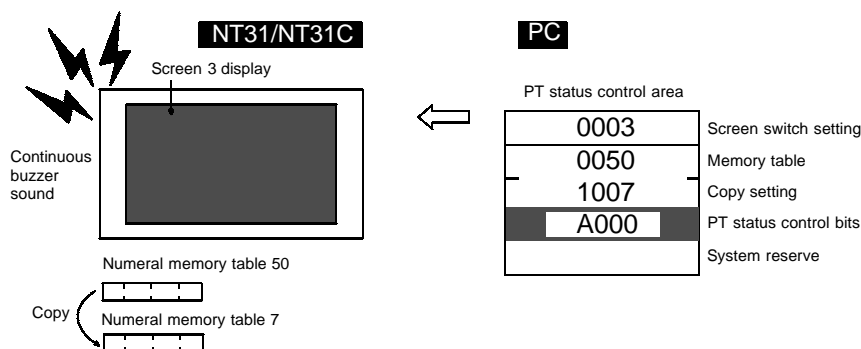 NT31/NT31C
Screen 3 display
Continuous
buzzer
sound
Numeral memory table 50
Copy
Numeral memory table 7
PC
PT status control area
0003 Screen switch setting
0050 Memory table
1007 Copy setting
A000 PT status control bits
System reserve